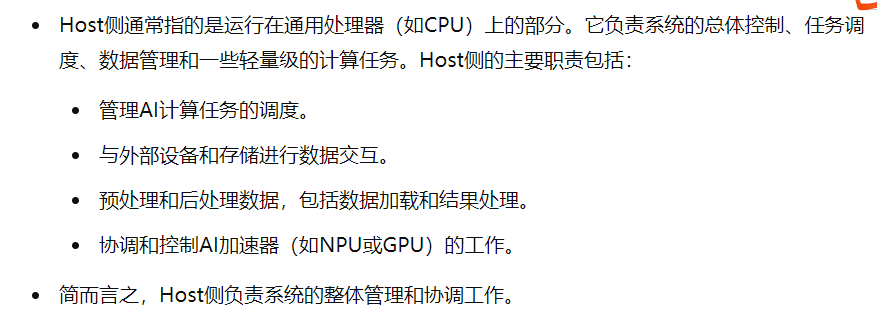 Host侧通常指的是运行在通用处理器（如CPU）上的部分。它负责系统的总体控制、任务调
度、数据管理和一些轻量级的计算任务。Host侧的主要职责包括：
管理AI计算任务的调度。
与外部设备和存储进行数据交互。
预处理和后处理数据，包括数据加载和结果处理。
协调和控制AI加速器（如NPU或GPU）的工作。
简而言之，Host侧负责系统的整体管理和协调工作。